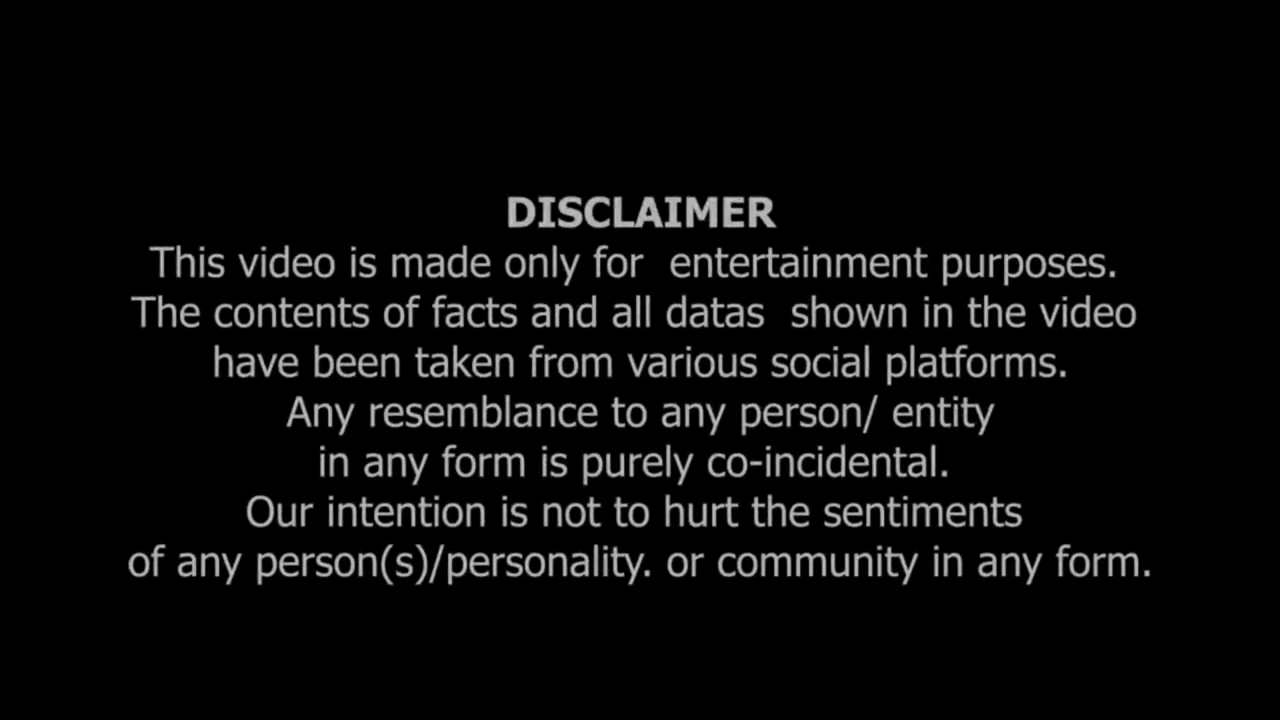 DISCLAIMER
This video is made only for  entertainment purposes.
The contents of facts and all datas  shown in the video
have been taken from various social platforms.
Any resemblance to any person/ entity
in any form is purely co-incidental.
Our intention is not to hurt the sentiments
of any person(s)/personality. or community in any form.